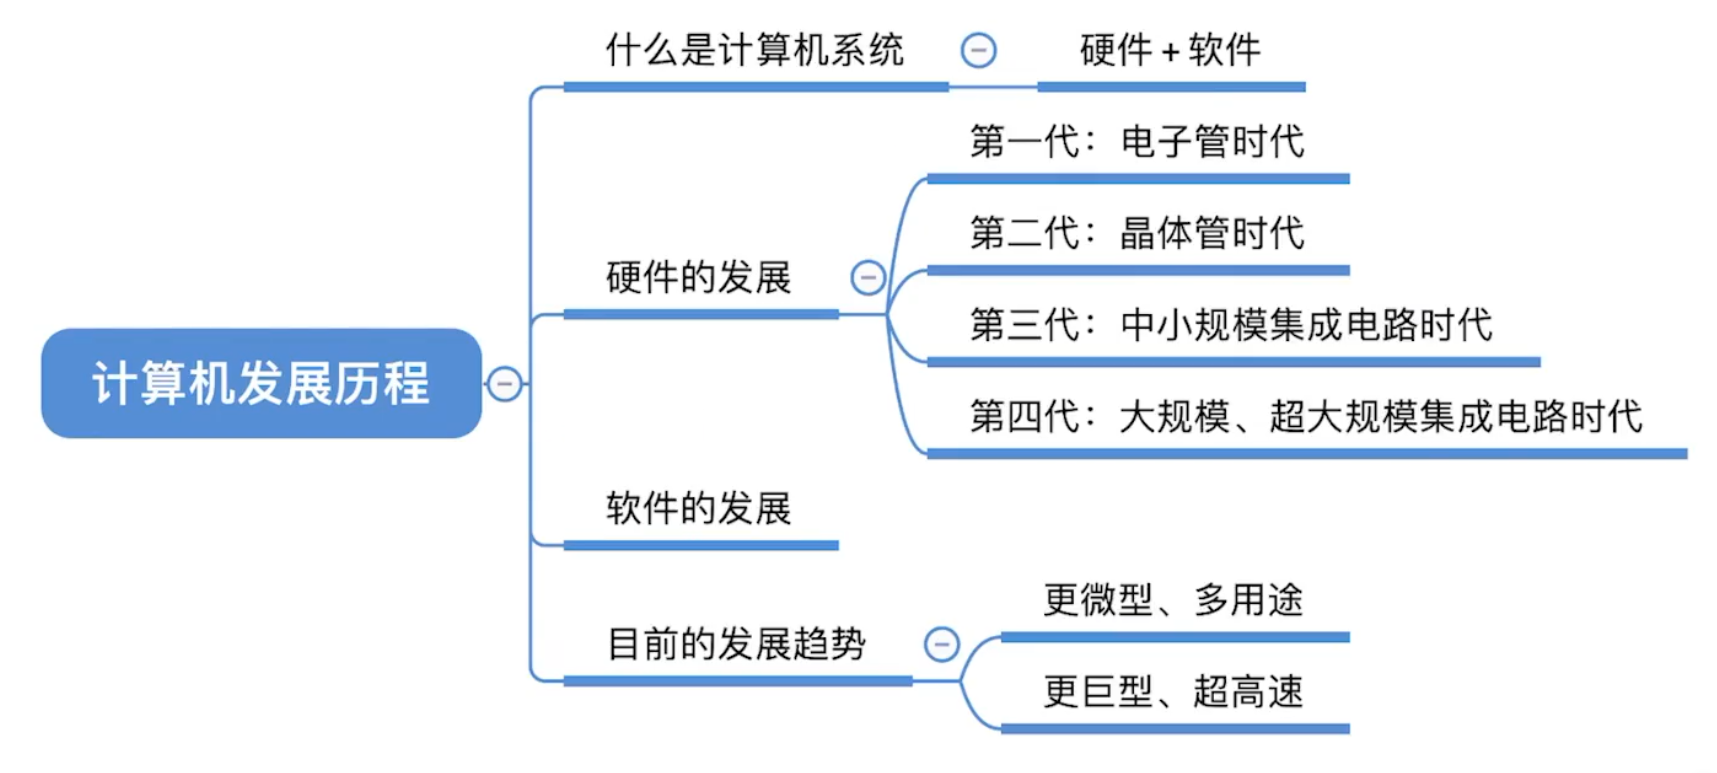 什么是计算机系统
硬件+软件
第一代：电子管时代
第二代：晶体管时代
硬件的发展
第三代：中小规模集成电路时代
计算机发展历程
第四代：大规模、超大规模集成电路时代
软件的发展
更微型、多用途
目前的发展趋势
更巨型、超高速